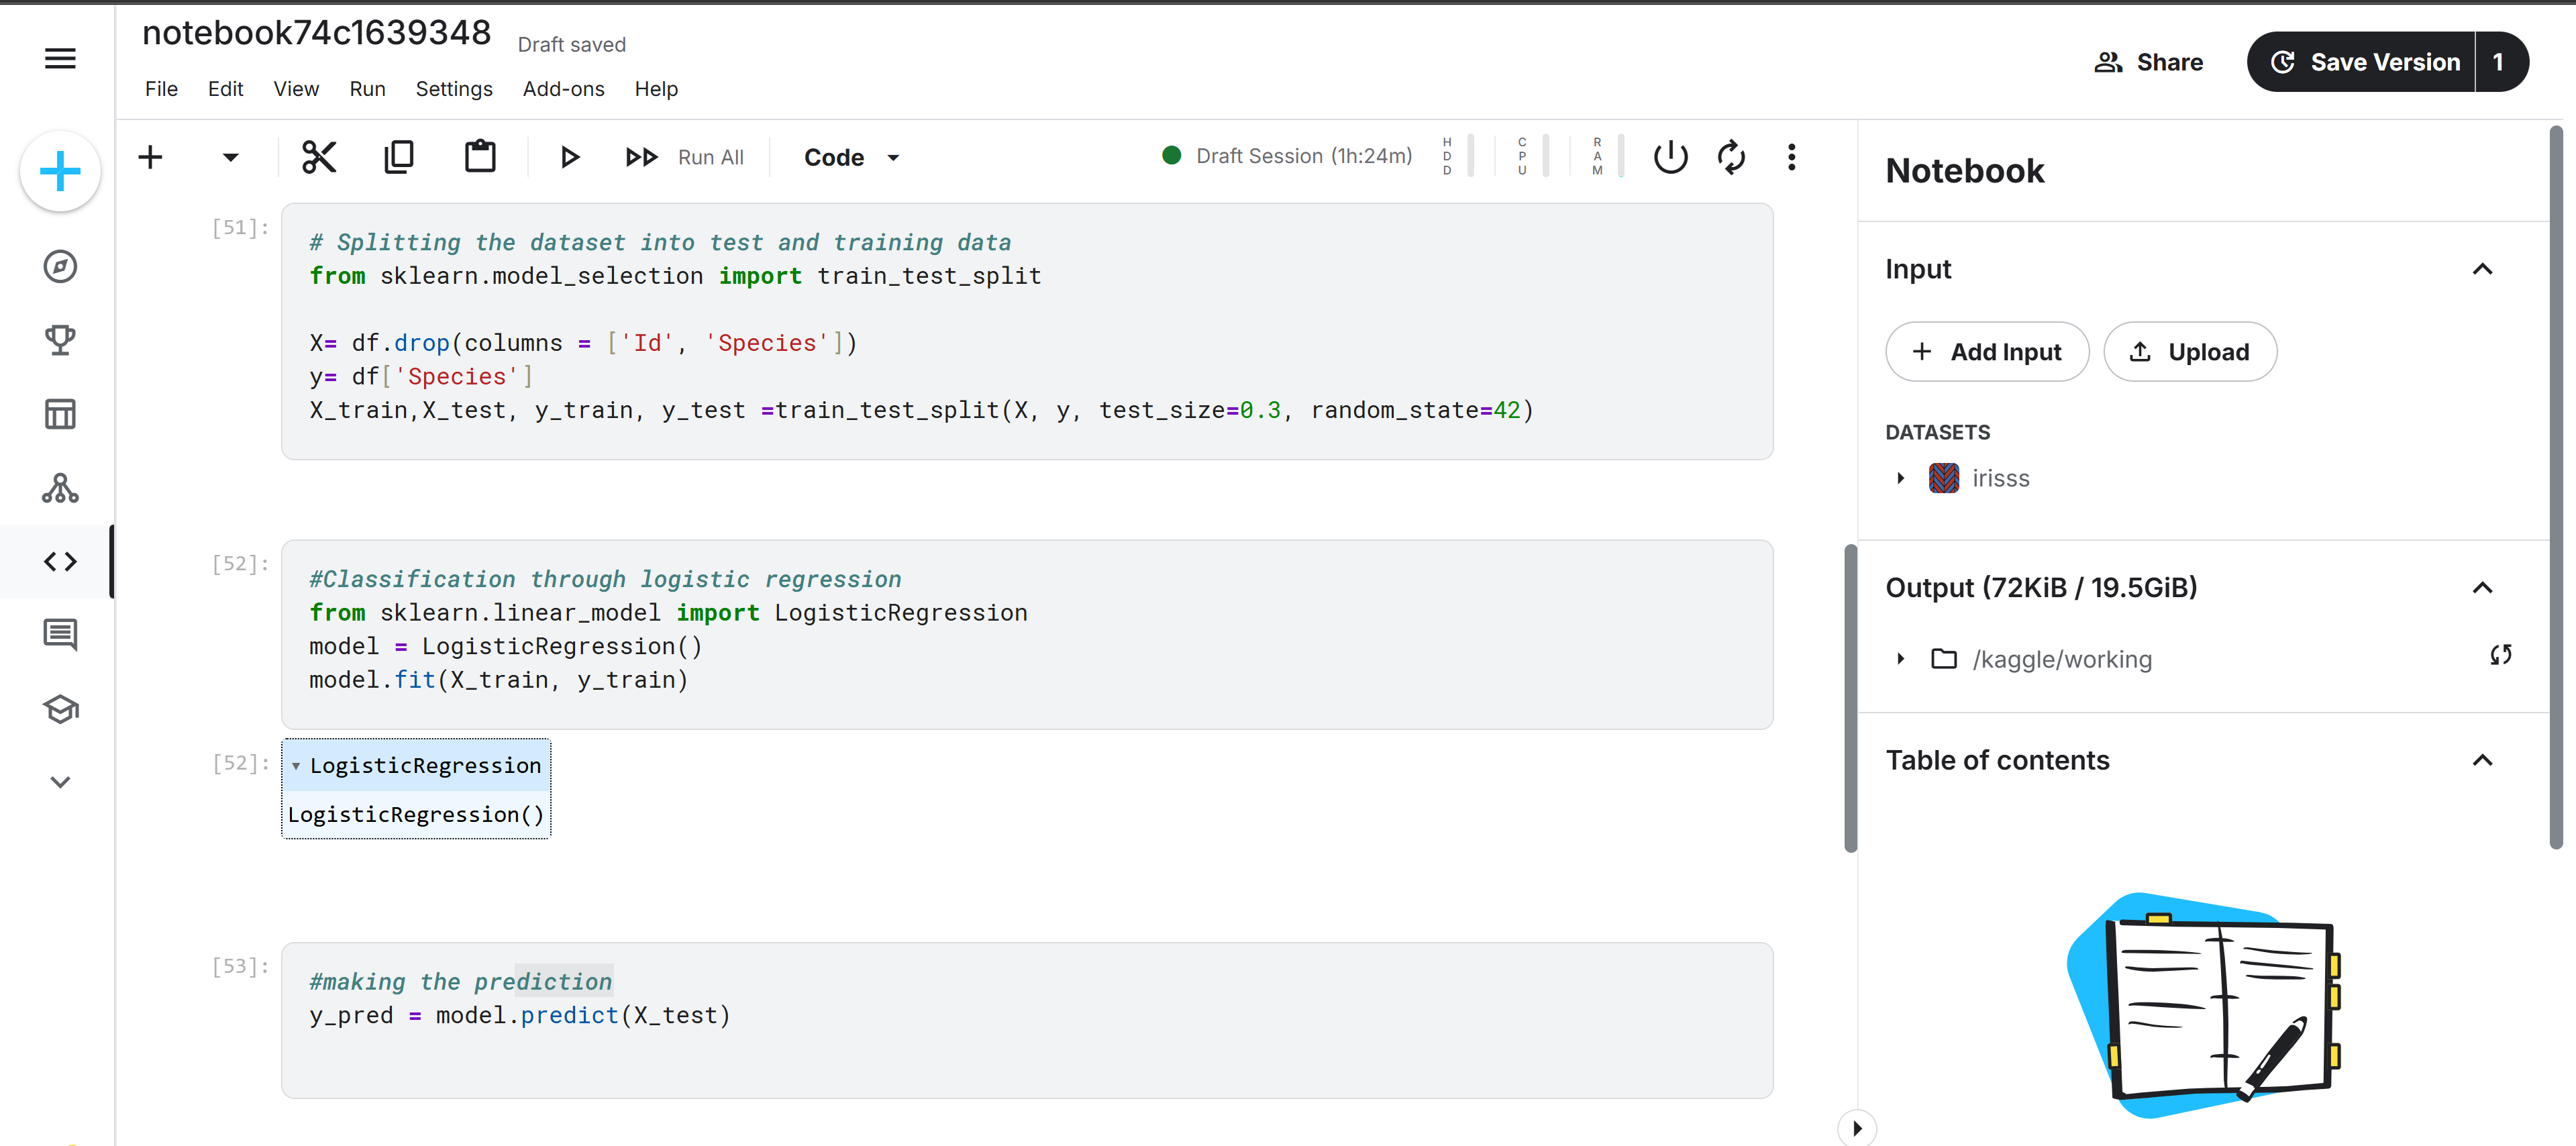 notebook74c1639348 Draft saved
File Edit View Run Settings Add-ons Help
Share
Save Version 1
Run All Code
Draft Session (1h:24m) HDD CPU RAM
[51]:
# Splitting the dataset into test and training data
from sklearn.model_selection import train_test_split
X= df.drop(columns = ['Id', 'Species'])
y= df['Species']
X_train,X_test, y_train, y_test =train_test_split(X, y, test_size=0.3, random_state=42)
[52]:
#Classification through logistic regression
from sklearn.linear_model import LogisticRegression
model = LogisticRegression()
model.fit(X_train, y_train)
[52]:
▾ LogisticRegression
LogisticRegression()
[53]:
#making the prediction
y_pred = model.predict(X_test)
Notebook
Input
+ Add Input Upload
DATASETS
irisss
Output (72KiB / 19.5GiB)
/kaggle/working
Table of contents